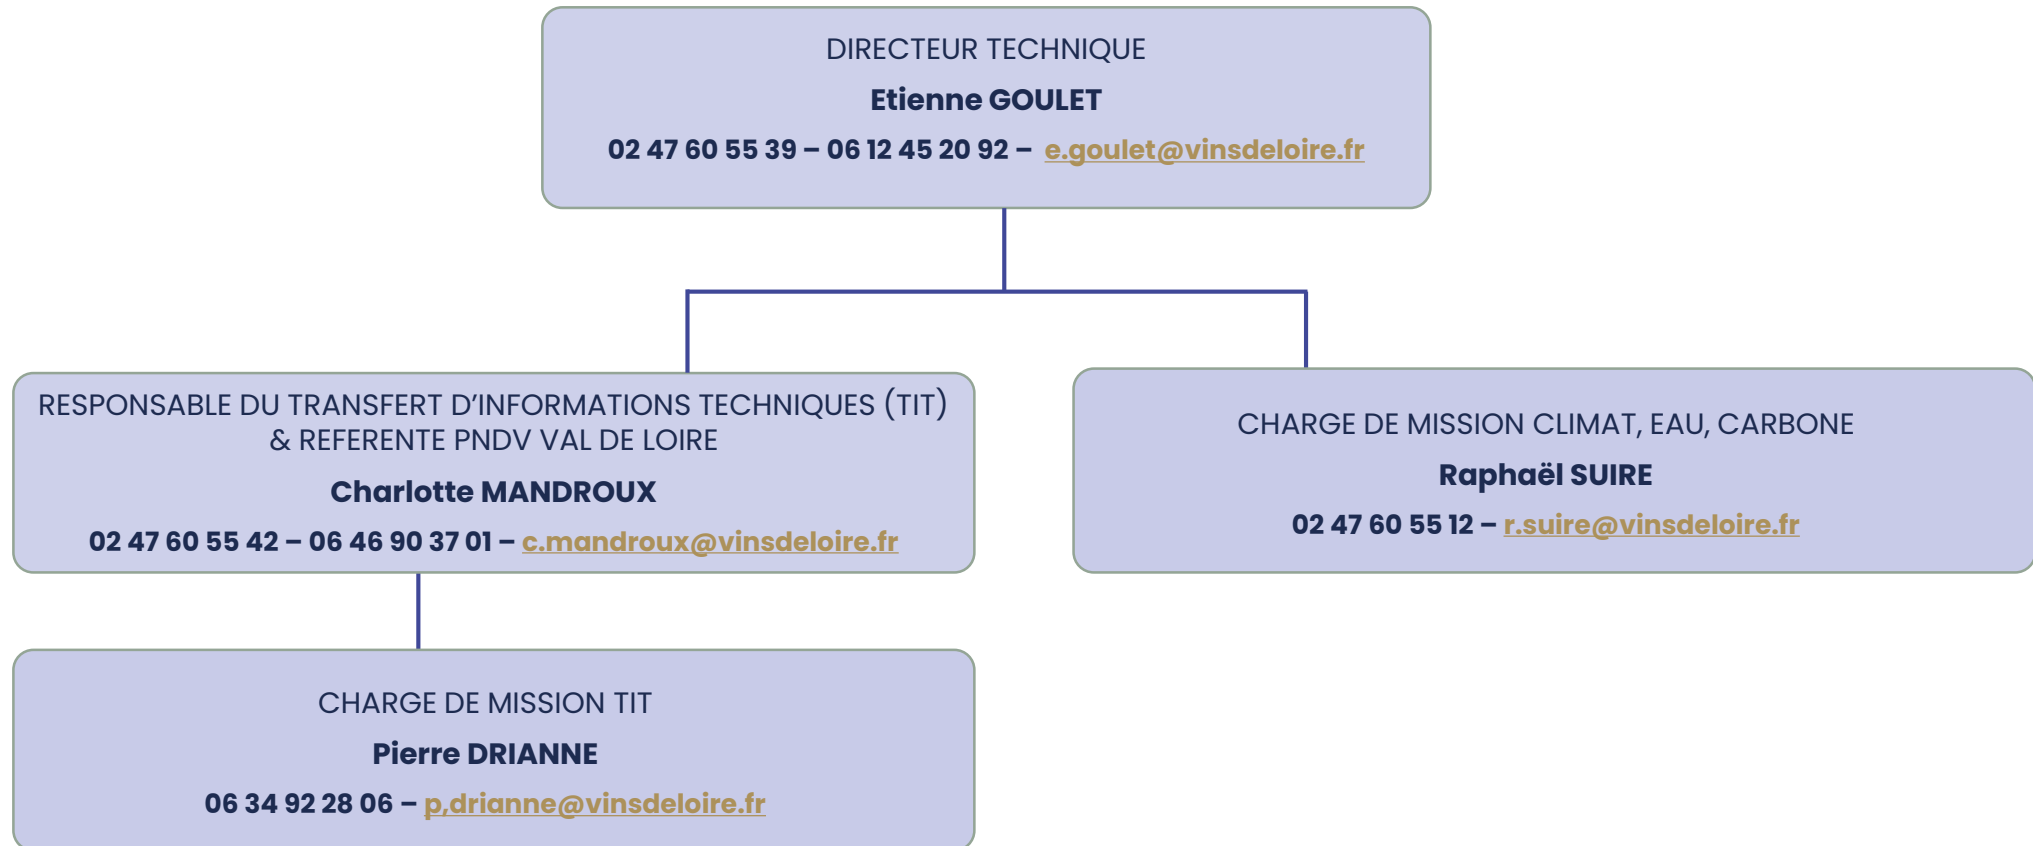 DIRECTEUR TECHNIQUE
Etienne GOULET
02 47 60 55 39 – 06 12 45 20 92 – e.goulet@vinsdeloire.fr
RESPONSABLE DU TRANSFERT D’INFORMATIONS TECHNIQUES (TIT)
& REFERENTE PNDV VAL DE LOIRE
Charlotte MANDROUX
02 47 60 55 42 – 06 46 90 37 01 – c.mandroux@vinsdeloire.fr
CHARGE DE MISSION CLIMAT, EAU, CARBONE
Raphaël SUIRE
02 47 60 55 12 – r.suire@vinsdeloire.fr
CHARGE DE MISSION TIT
Pierre DRIANNE
06 34 92 28 06 – p,drianne@vinsdeloire.fr